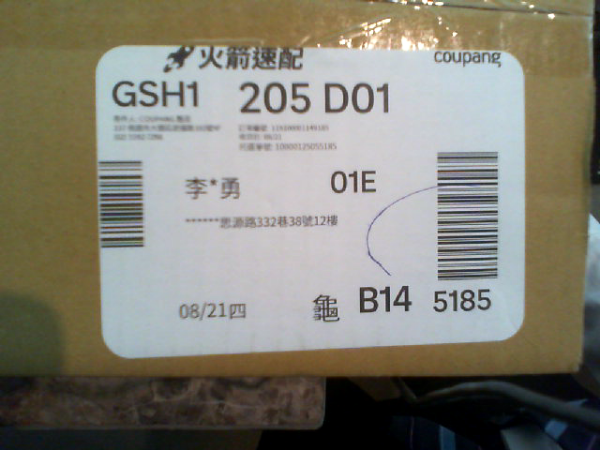 火箭速配 coupang
GSH1 205 D01
李*勇 01E
******思源路332巷38號12樓
08/21四 龜 B14 5185